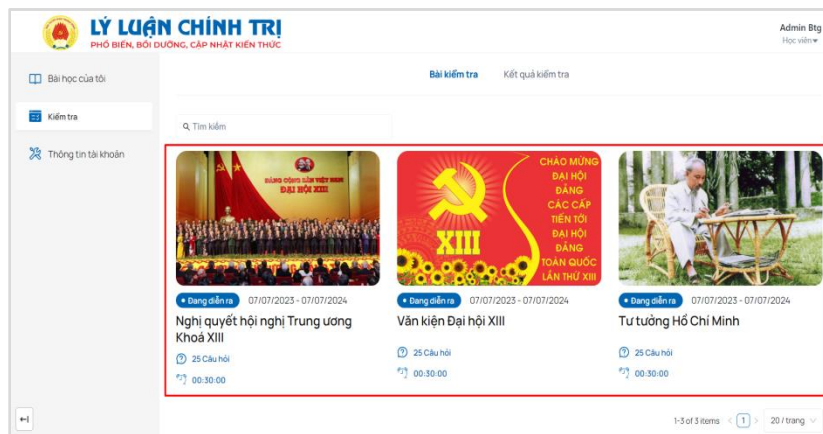 LÝ LUẬN CHÍNH TRỊ
PHỔ BIẾN, BỒI DƯỠNG, CẬP NHẬT KIẾN THỨC
Admin Btg
Học viên
Bài học của tôi
Kiểm tra
Thông tin tài khoản
Bài kiểm tra
Kết quả kiểm tra
Tìm kiếm
ĐẢNG CỘNG SẢN VIỆT NAM
ĐẠI HỘI XIII
XIII
CHÀO MỪNG
ĐẠI HỘI
ĐẢNG
CÁC CẤP
TIẾN TỚI
ĐẠI HỘI
ĐẢNG
TOÀN QUỐC
LẦN THỨ XIII
Đang diễn ra 07/07/2023 - 07/07/2024
Nghị quyết hội nghị Trung ương
Khoá XIII
25 Câu hỏi
00:30:00
Đang diễn ra 07/07/2023 - 07/07/2024
Văn kiện Đại hội XIII
25 Câu hỏi
00:30:00
Đang diễn ra 07/07/2023 - 07/07/2024
Tư tưởng Hồ Chí Minh
25 Câu hỏi
00:30:00
1-3 of 3 items < 1 > 20 / trang